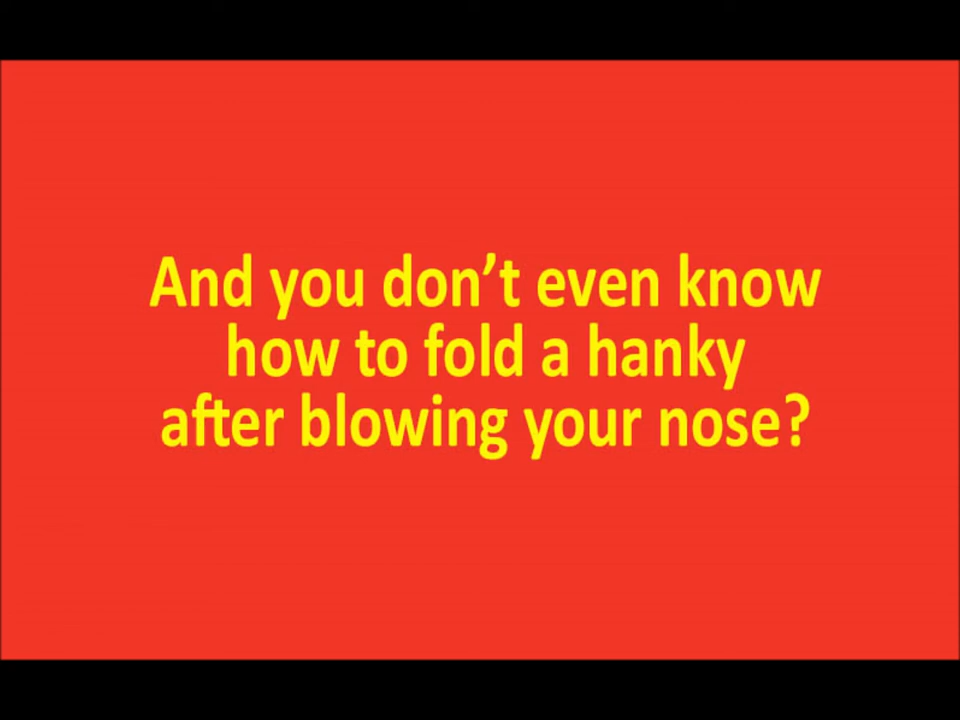 And you don’t even know
how to fold a hanky
after blowing your nose?